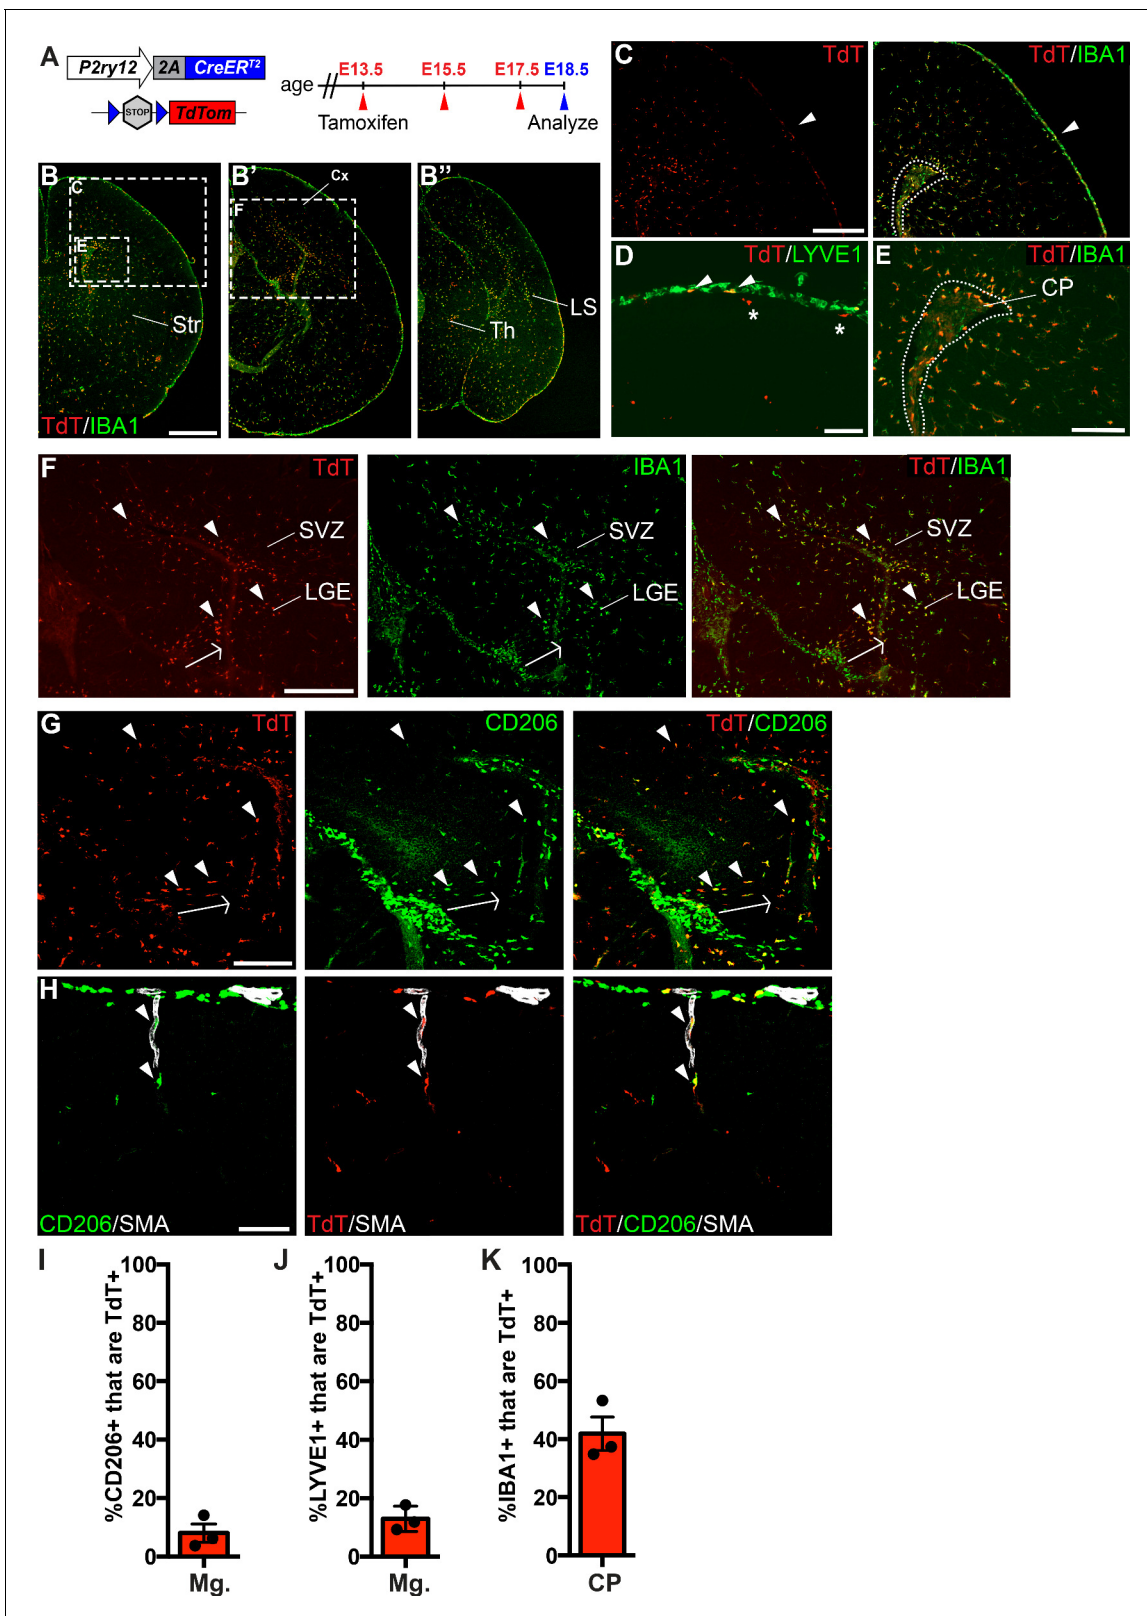 A
P2ry12
2A
CreER^T2
STOP
TdTom
age
E13.5 E15.5 E17.5 E18.5
Tamoxifen
Analyze
B
C
E
Str
TdT/IBA1
B'
Cx
F
B''
LS
Th
C
TdT
TdT/IBA1
D
TdT/LYVE1
*
*
E
TdT/IBA1
CP
F
TdT
SVZ
LGE
IBA1
SVZ
LGE
TdT/IBA1
SVZ
LGE
G
TdT
CD206
TdT/CD206
H
CD206/SMA
TdT/SMA
TdT/CD206/SMA
I
%CD206+ that are TdT+
100
80
60
40
20
0
Mg.
J
%LYVE1+ that are TdT+
100
80
60
40
20
0
Mg.
K
%IBA1+ that are TdT+
100
80
60
40
20
0
CP